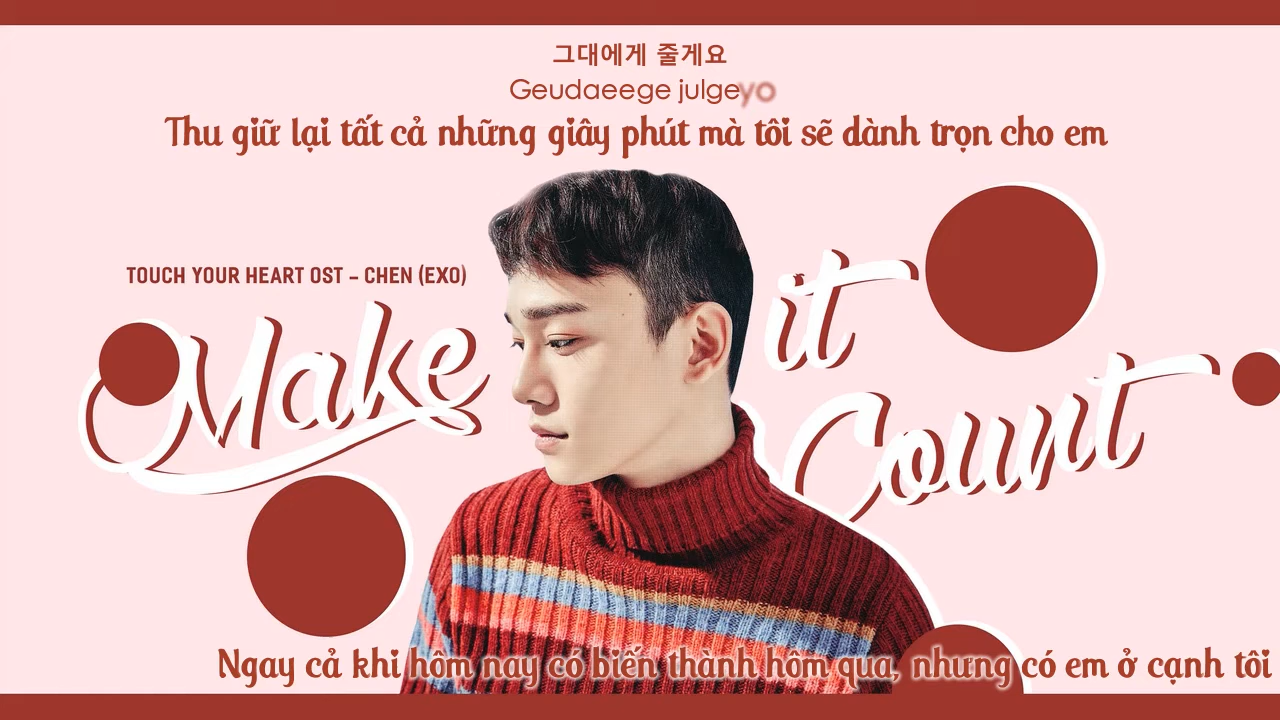 그대에게 줄게요
Geudaeege julgeyo
Thu giữ lại tất cả những giây phút mà tôi sẽ dành trọn cho em
TOUCH YOUR HEART OST - CHEN (EXO)
Make it
Count
Ngay cả khi hôm nay có biến thành hôm qua, nhưng có em ở cạnh tôi